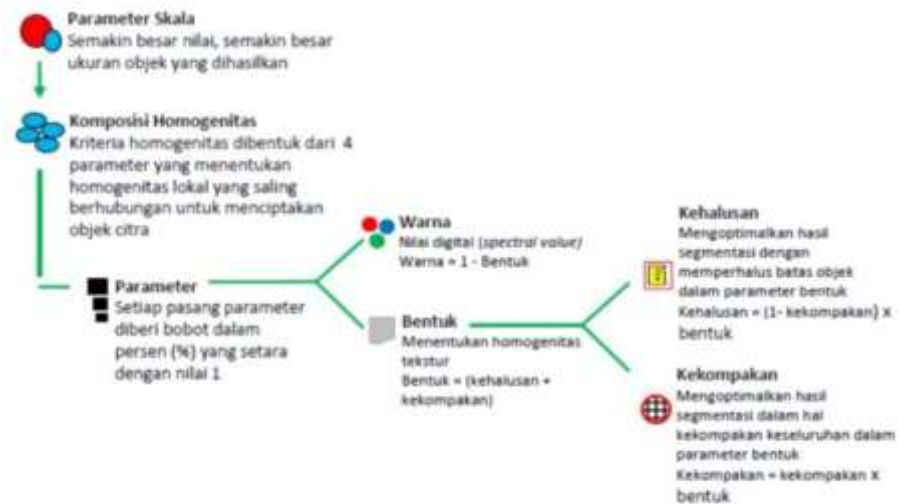 Parameter Skala
Semakin besar nilai, semakin besar
ukuran objek yang dihasilkan
Komposisi Homogenitas
Kriteria homogenitas dibentuk dari 4
parameter yang menentukan
homogenitas lokal yang saling
berhubungan untuk menciptakan
objek citra
Parameter
Setiap pasang parameter
diberi bobot dalam
persen (%) yang setara
dengan nilai 1
Warna
Nilai digital (spectral value)
Warna = 1 - Bentuk
Bentuk
Menentukan homogenitas
tekstur
Bentuk = (kehalusan +
kekompakan)
Kehalusan
Mengoptimalkan hasil
segmentasi dengan
memperhalus batas objek
dalam parameter bentuk
Kehalusan = (1- kekompakan) X
bentuk
Kekompakan
Mengoptimalkan hasil
segmentasi dalam hal
kekompakan keseluruhan dalam
parameter bentuk
Kekompakan = kekompakan X
bentuk